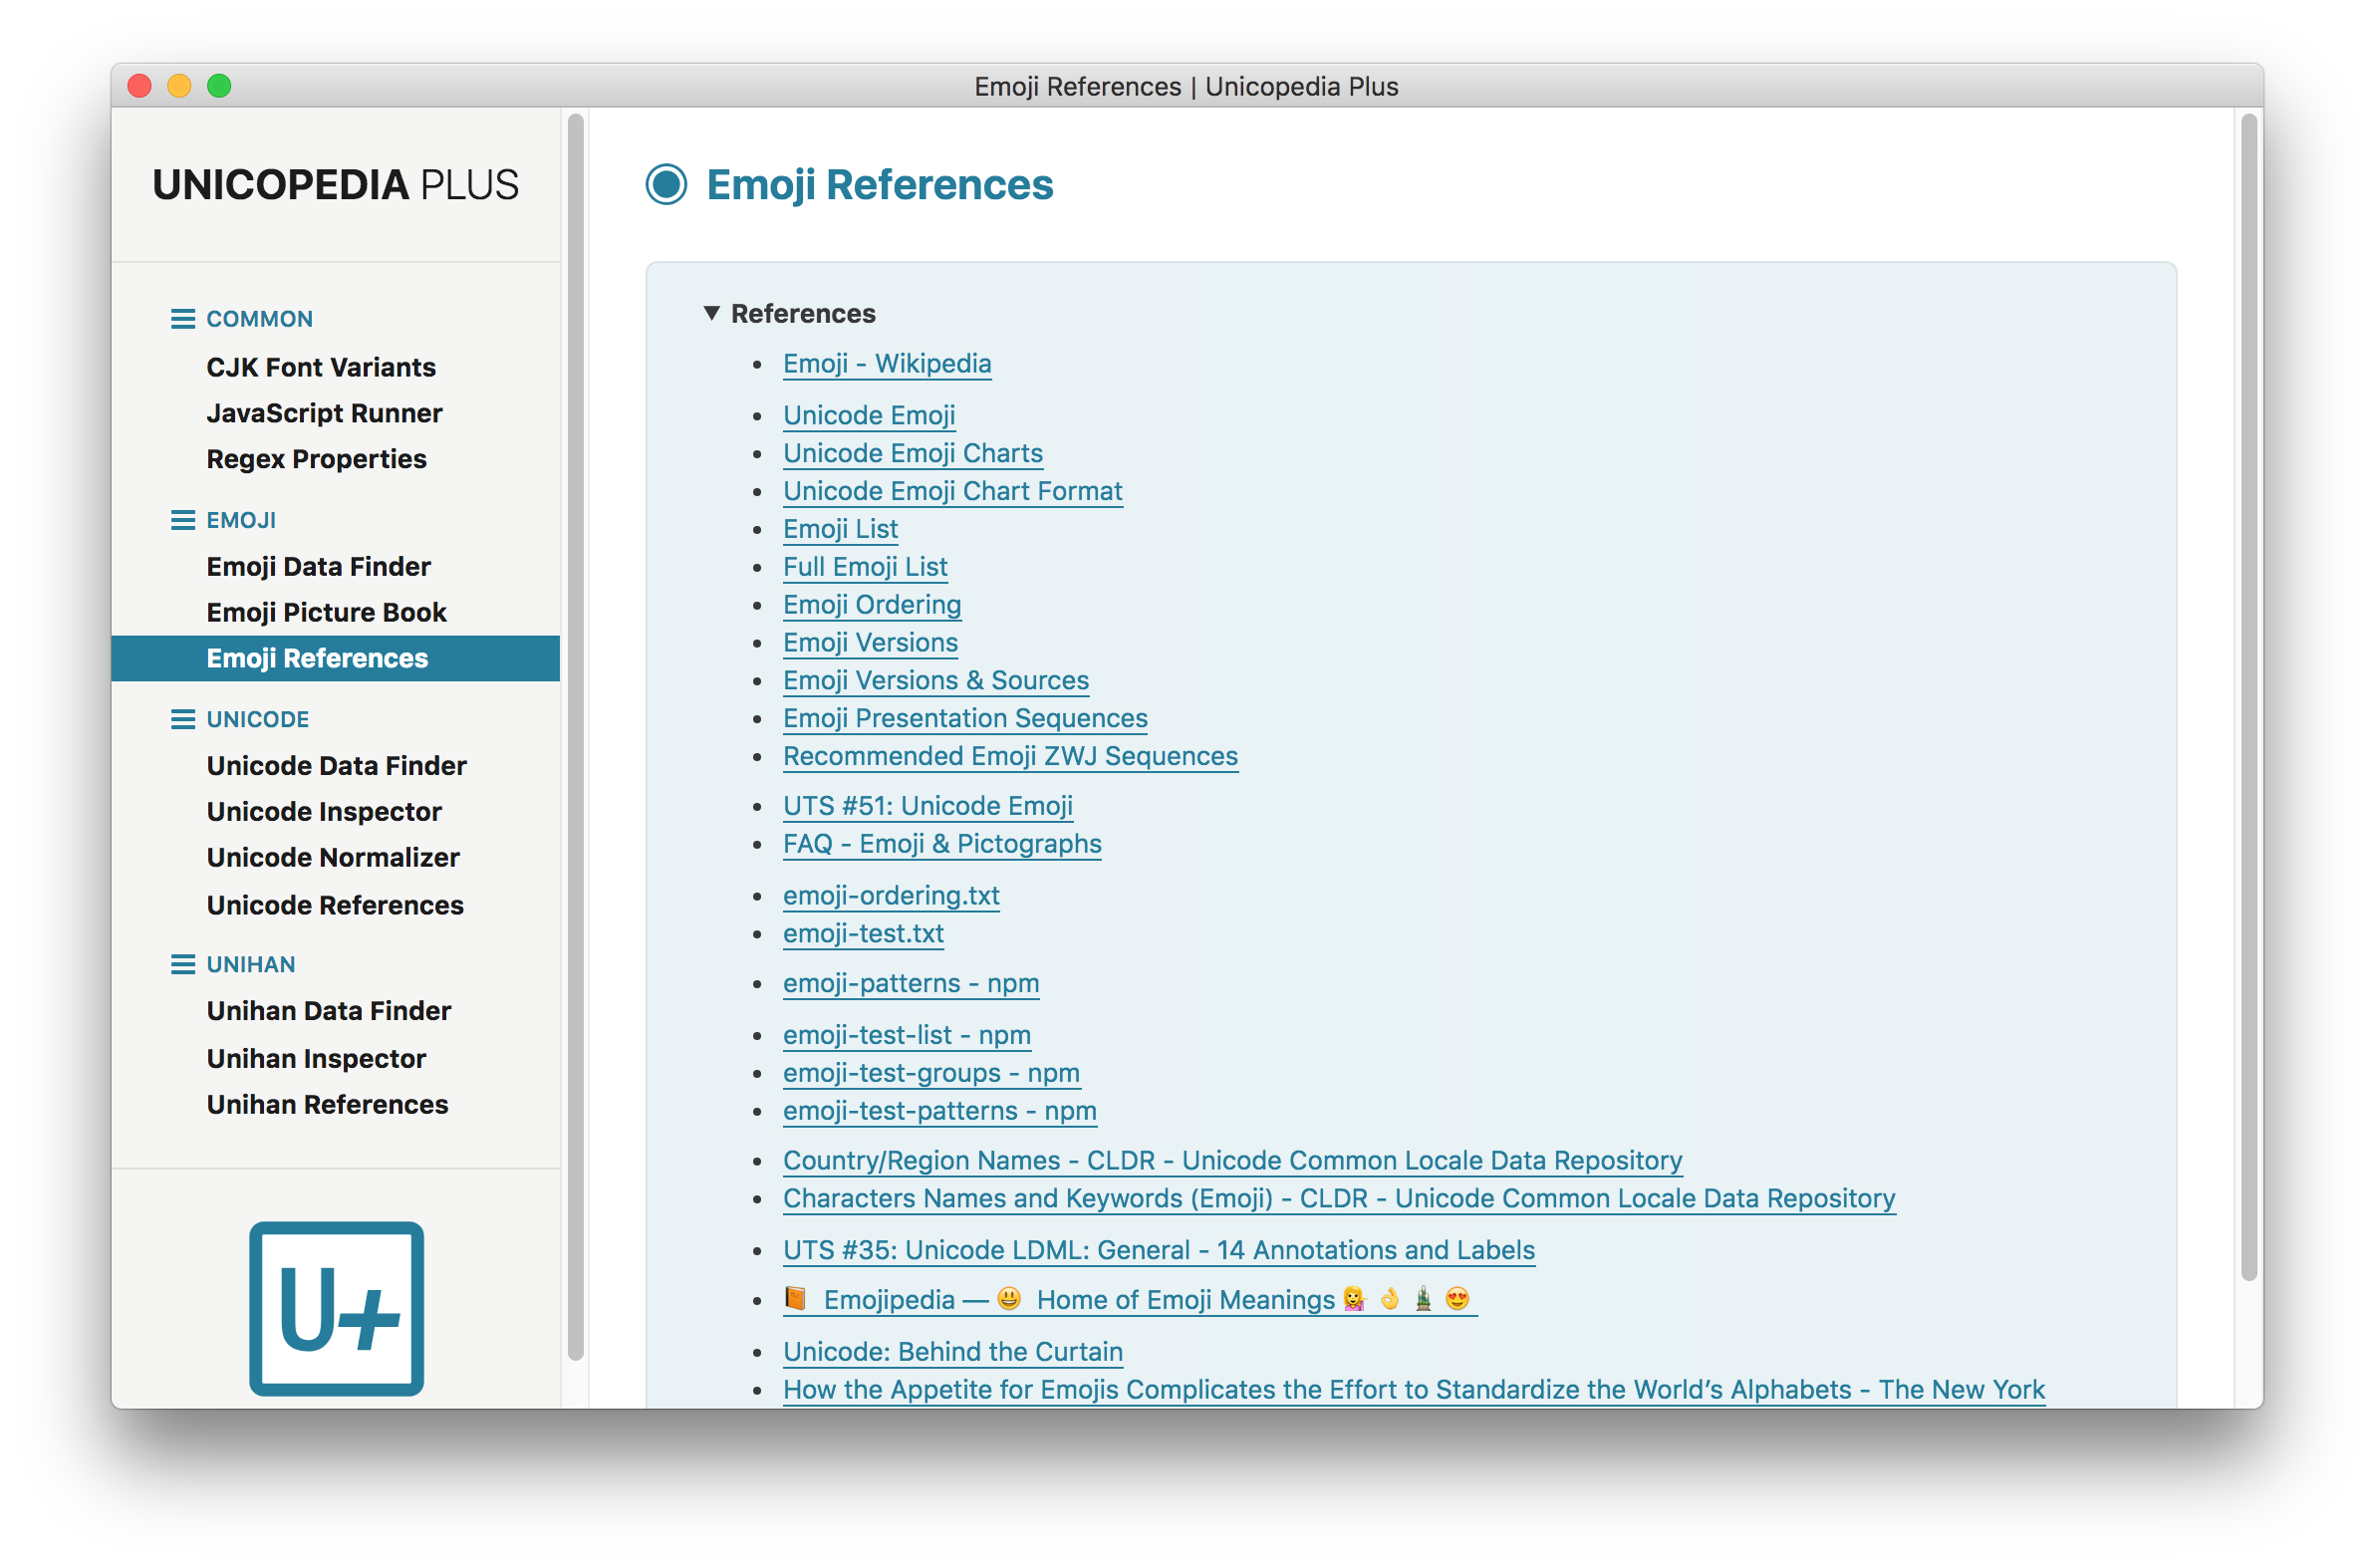 Emoji References | Unicopedia Plus
UNICOPEDIA PLUS
COMMON
CJK Font Variants
JavaScript Runner
Regex Properties
EMOJI
Emoji Data Finder
Emoji Picture Book
Emoji References
UNICODE
Unicode Data Finder
Unicode Inspector
Unicode Normalizer
Unicode References
UNIHAN
Unihan Data Finder
Unihan Inspector
Unihan References
U+
Emoji References
▼ References
• Emoji - Wikipedia
• Unicode Emoji
• Unicode Emoji Charts
• Unicode Emoji Chart Format
• Emoji List
• Full Emoji List
• Emoji Ordering
• Emoji Versions
• Emoji Versions & Sources
• Emoji Presentation Sequences
• Recommended Emoji ZWJ Sequences
• UTS #51: Unicode Emoji
• FAQ - Emoji & Pictographs
• emoji-ordering.txt
• emoji-test.txt
• emoji-patterns - npm
• emoji-test-list - npm
• emoji-test-groups - npm
• emoji-test-patterns - npm
• Country/Region Names - CLDR - Unicode Common Locale Data Repository
• Characters Names and Keywords (Emoji) - CLDR - Unicode Common Locale Data Repository
• UTS #35: Unicode LDML: General - 14 Annotations and Labels
• 📙 Emojipedia — 😃 Home of Emoji Meanings 💁 👌 🎍 😍
• Unicode: Behind the Curtain
• How the Appetite for Emojis Complicates the Effort to Standardize the World’s Alphabets - The New York